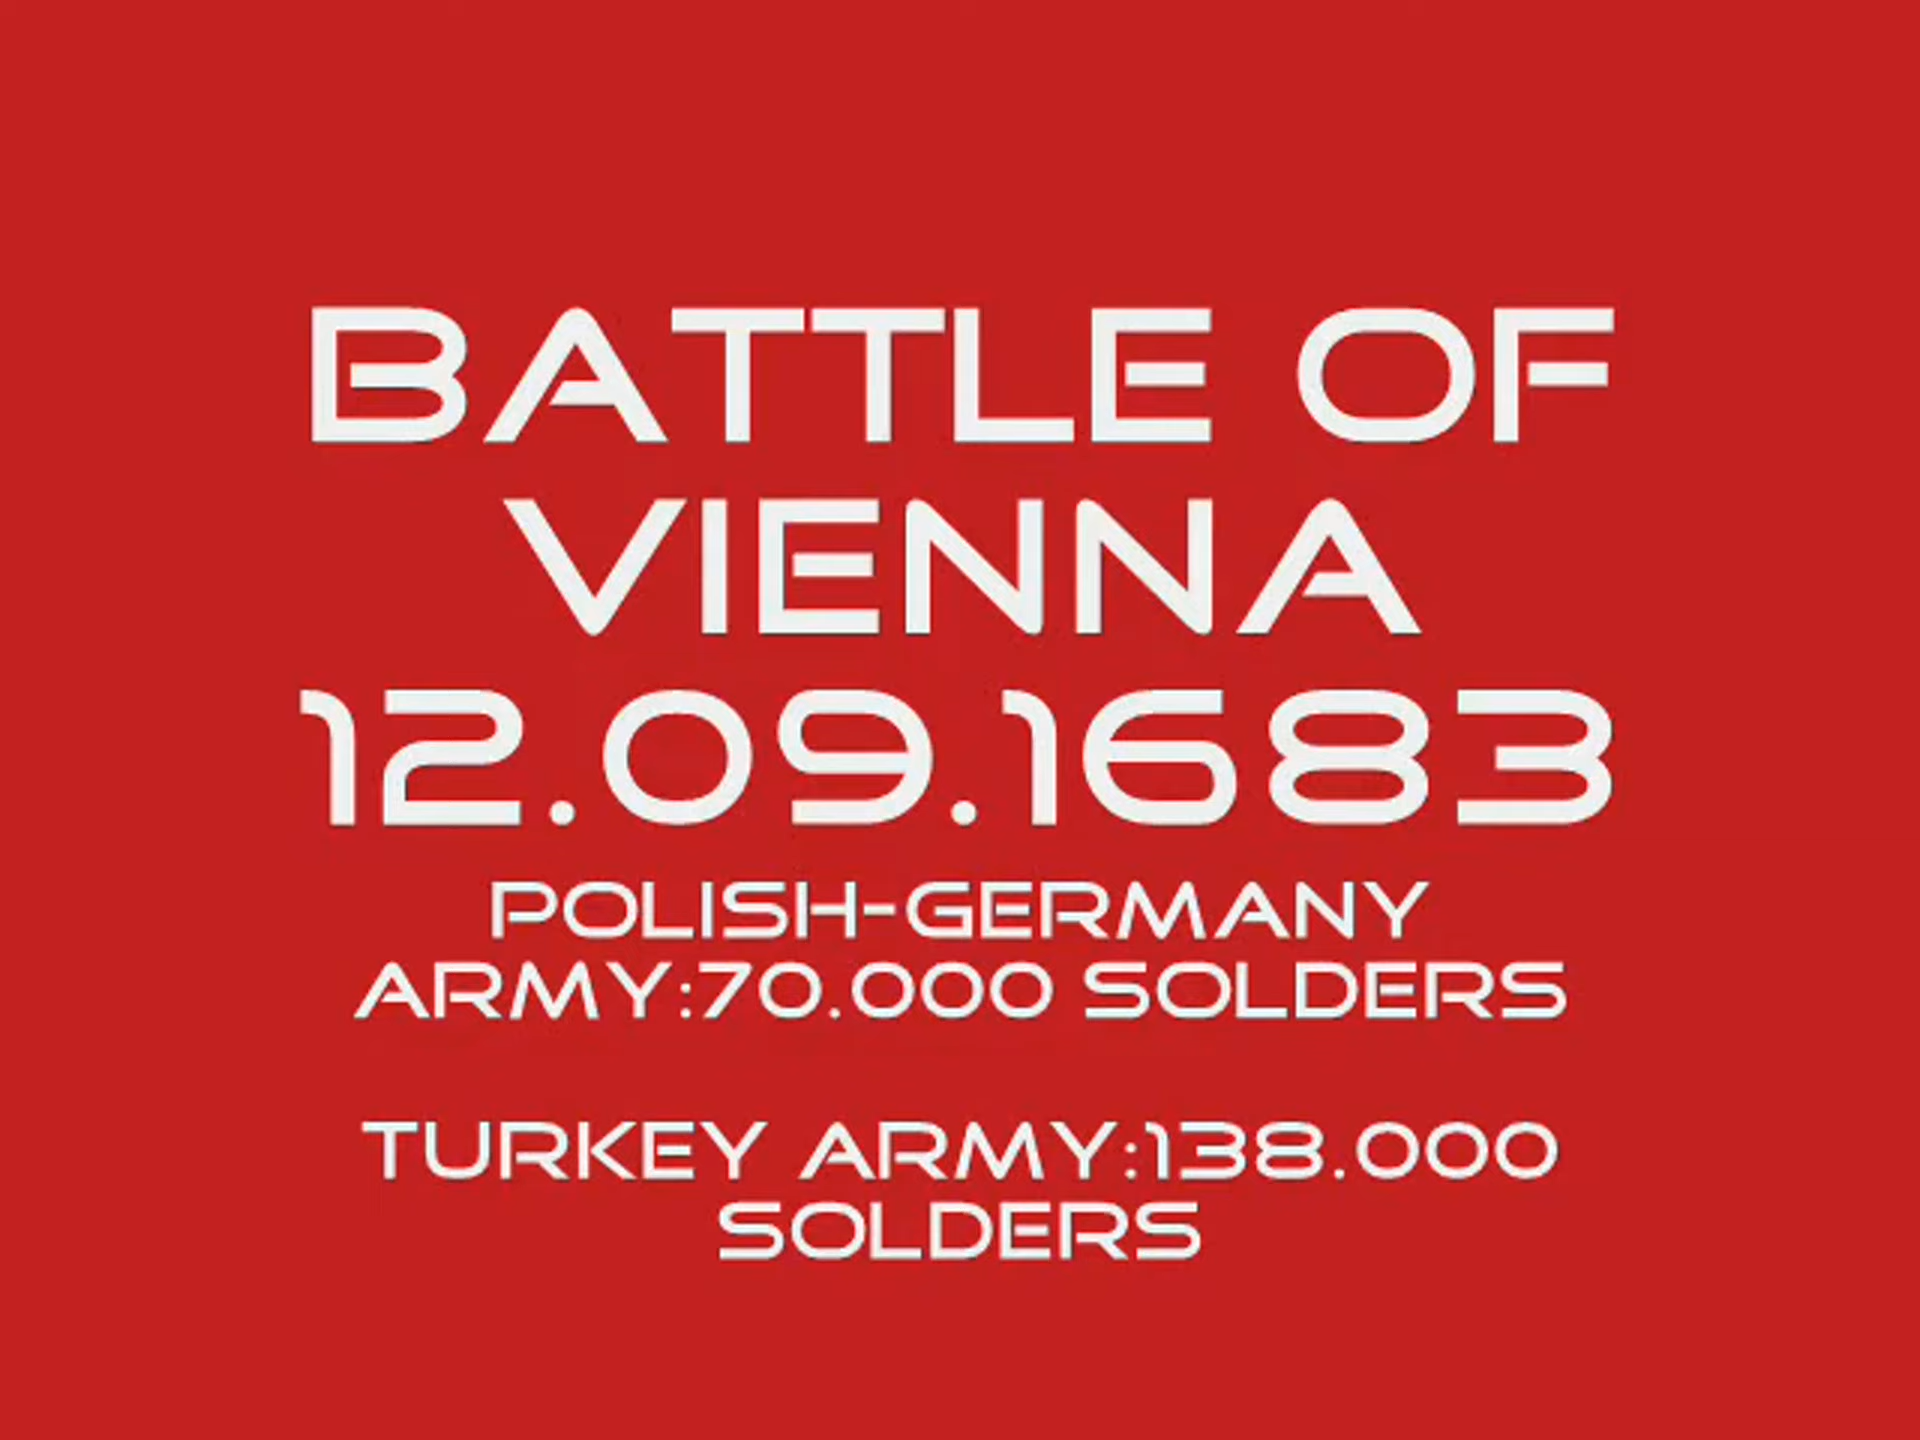 BATTLE OF
VIENNA
12.09.1683
POLISH-GERMANY
ARMY:70.000 SOLDERS
TURKEY ARMY:138.000
SOLDERS